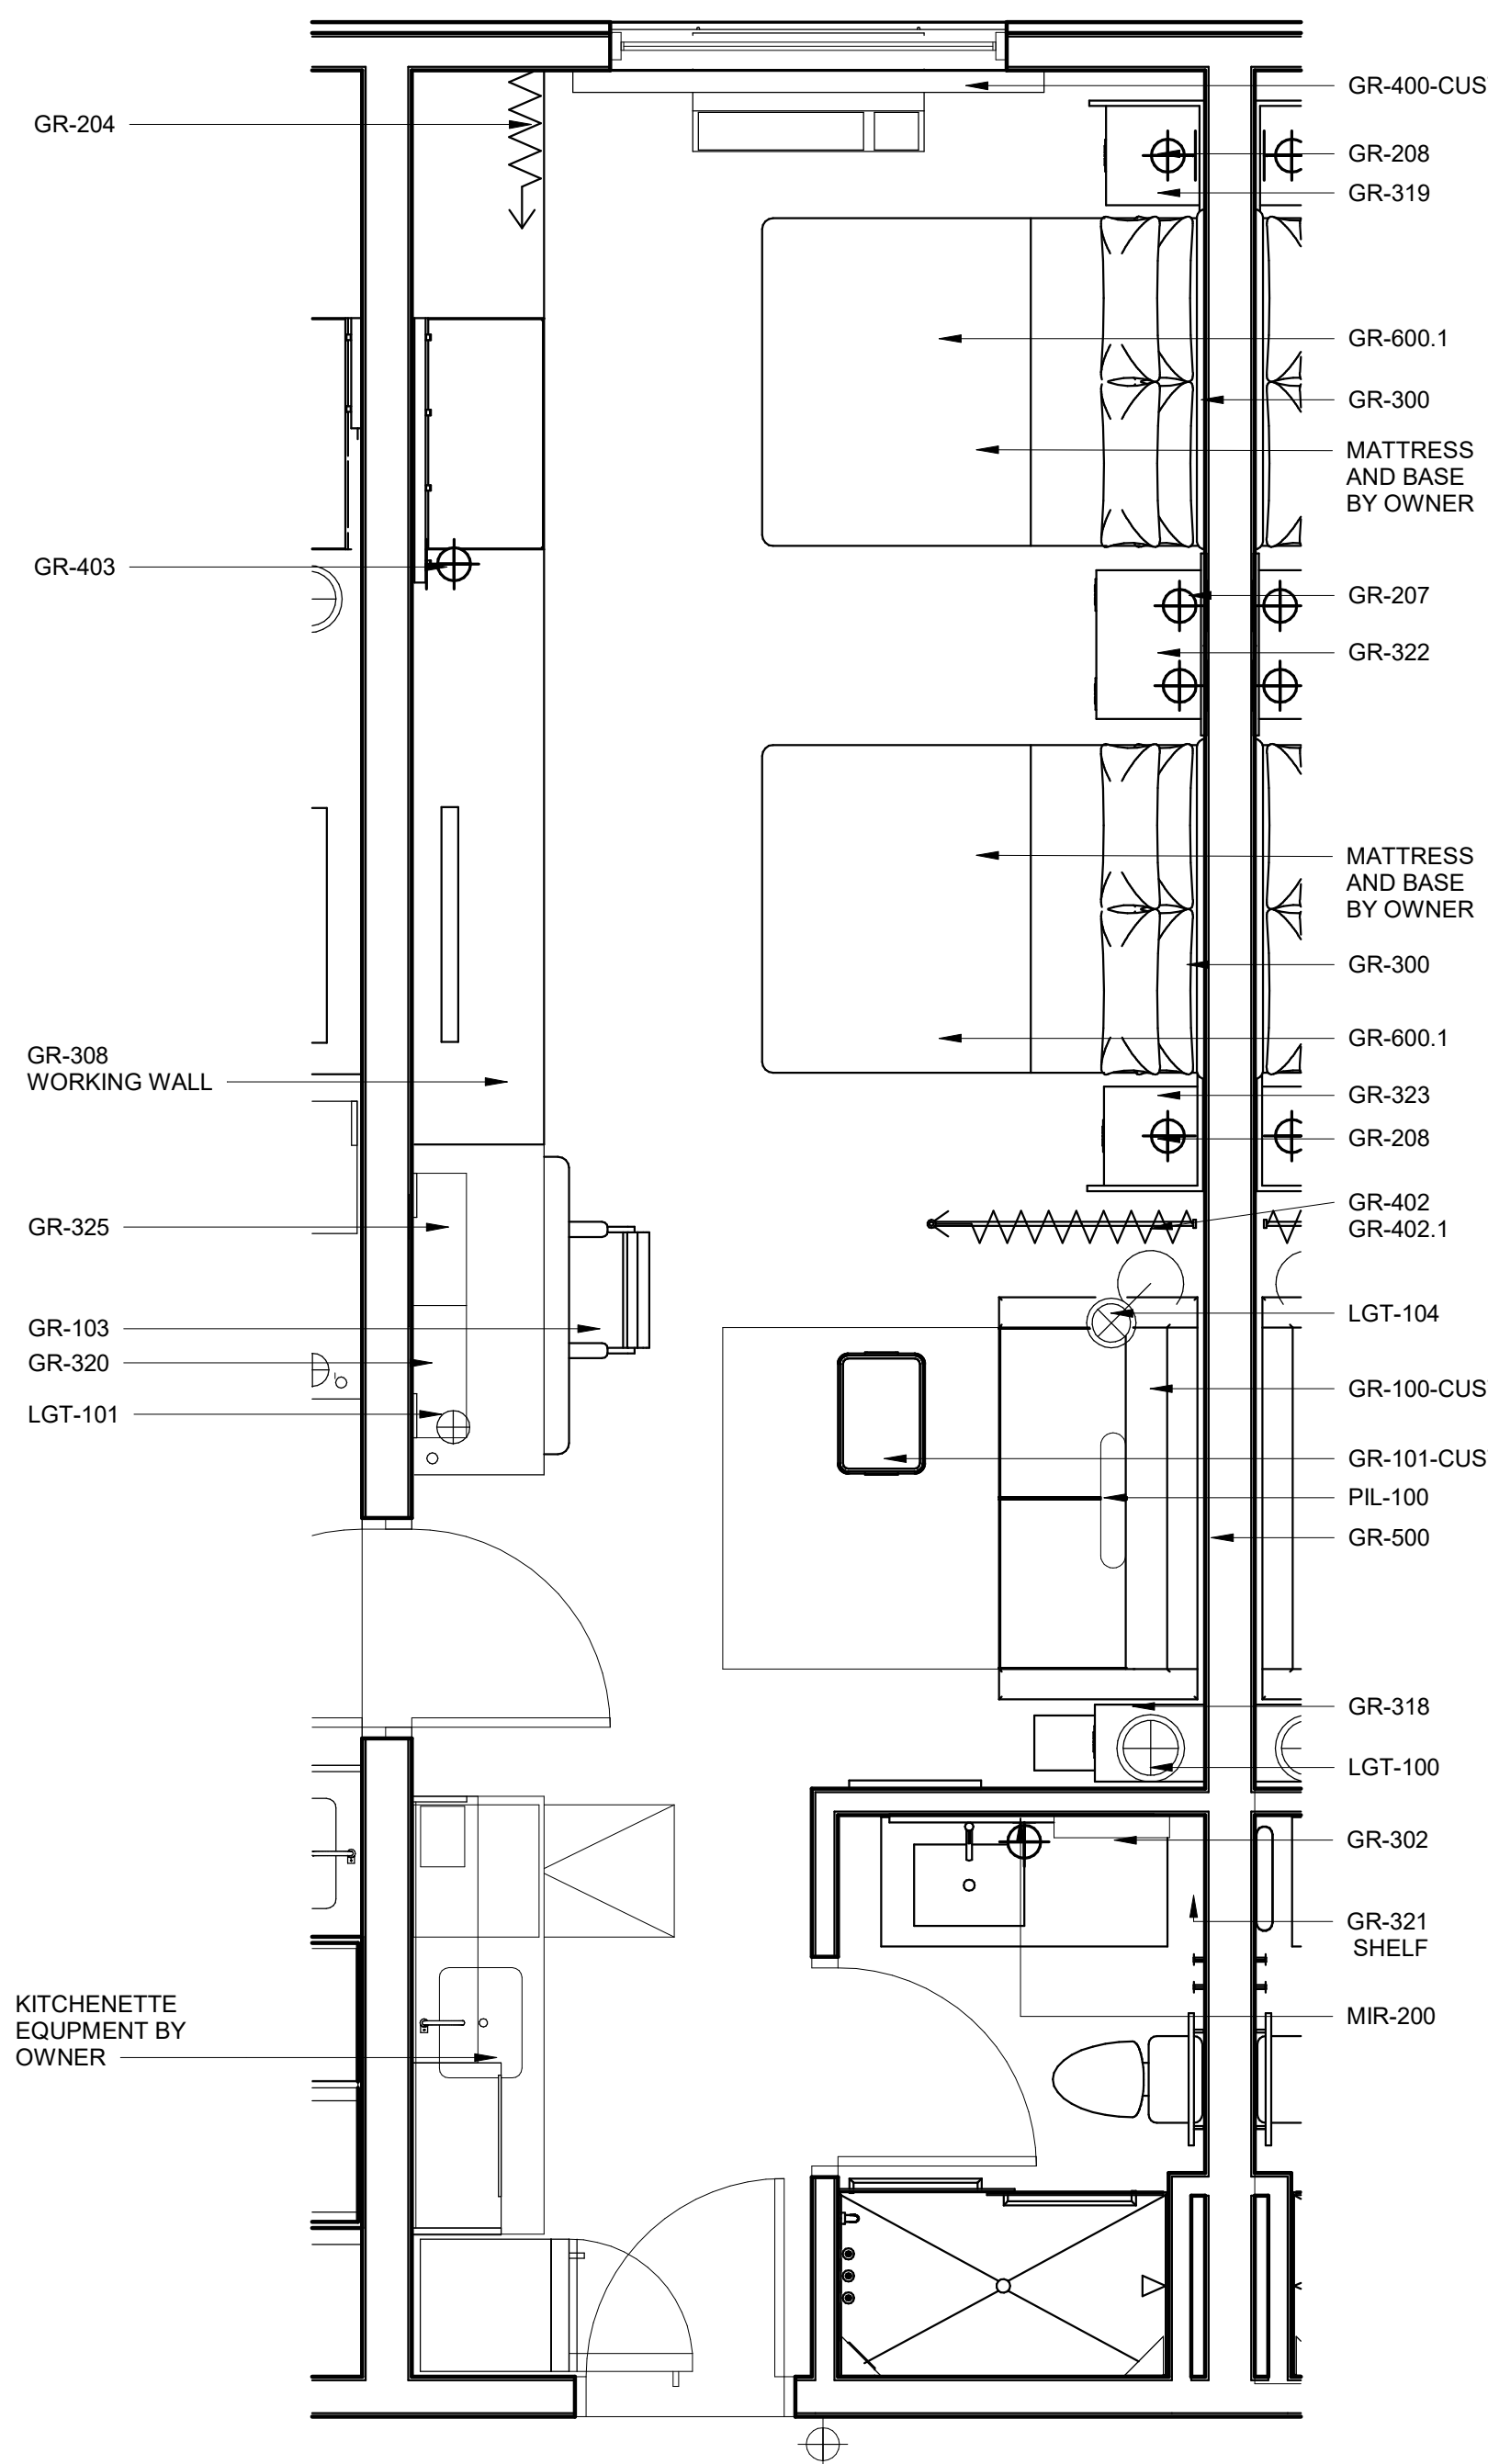 GR-204
GR-403
GR-308
WORKING WALL
GR-325
GR-103
GR-320
LGT-101
KITCHENETTE
EQUPMENT BY
OWNER
GR-400-CUS
GR-208
GR-319
GR-600.1
GR-300
MATTRESS
AND BASE
BY OWNER
GR-207
GR-322
MATTRESS
AND BASE
BY OWNER
GR-300
GR-600.1
GR-323
GR-208
GR-402
GR-402.1
LGT-104
GR-100-CUS
GR-101-CUS
PIL-100
GR-500
GR-318
LGT-100
GR-302
GR-321
SHELF
MIR-200